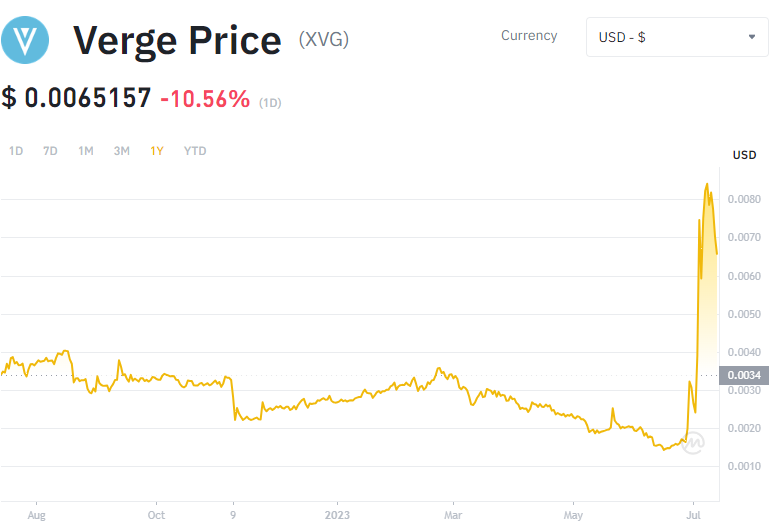 Verge Price (XVG)
Currency
USD - $
$ 0.0065157 -10.56% (1D)
1D 7D 1M 3M 1Y YTD
USD
0.0080
0.0070
0.0060
0.0050
0.0040
0.0034
0.0030
0.0020
0.0010
Aug Oct 9 2023 Mar May Jul